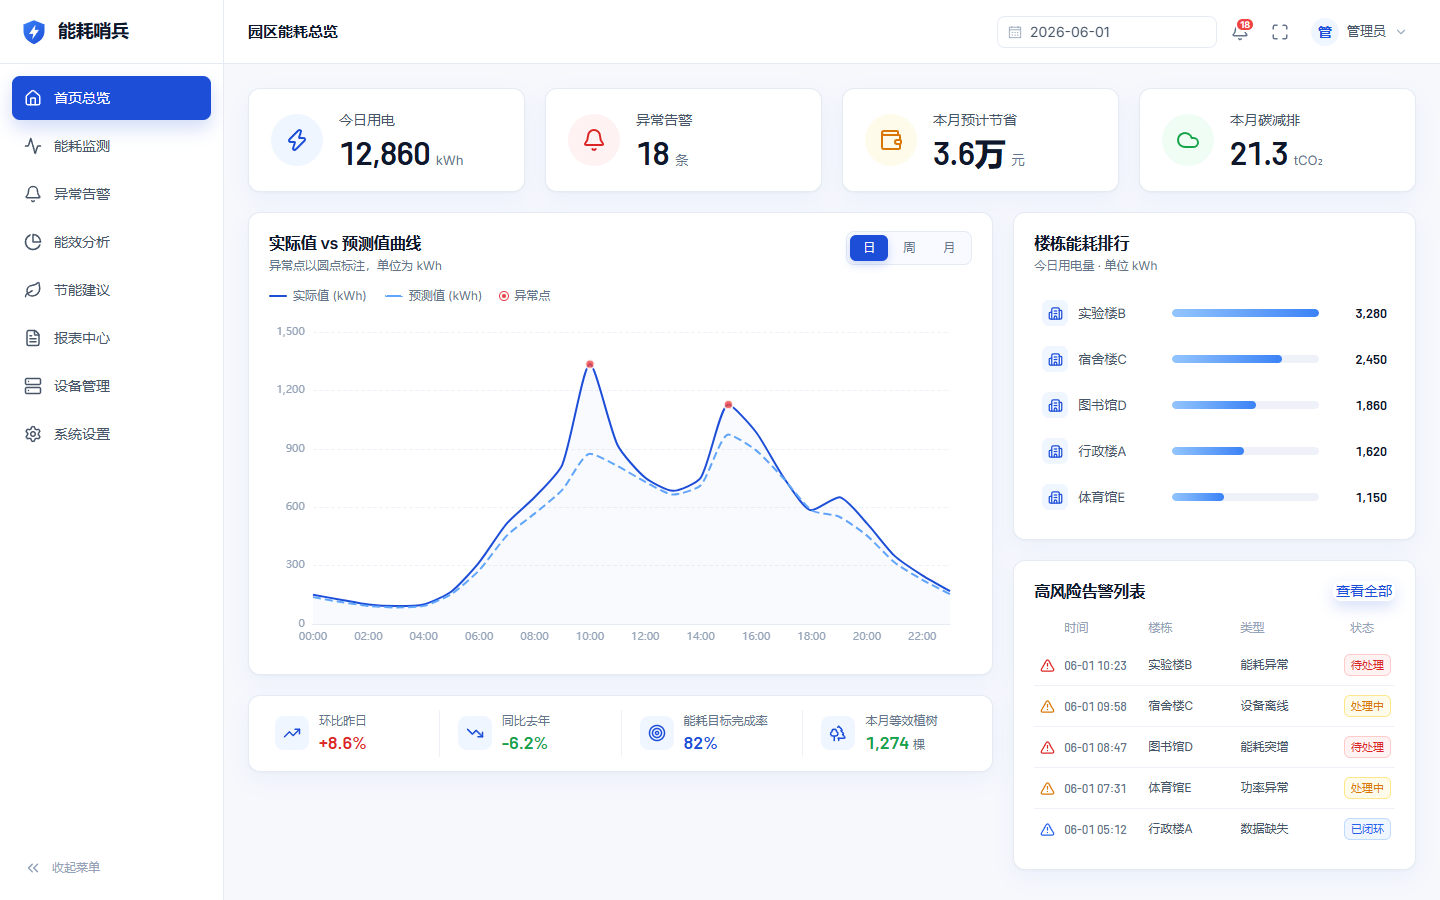 能耗哨兵
首页总览
能耗监测
异常告警
能效分析
节能建议
报表中心
设备管理
系统设置
收起菜单
园区能耗总览
2026-06-01
18
管
管理员
今日用电
12,860 kWh
异常告警
18 条
本月预计节省
3.6万 元
本月碳减排
21.3 tCO₂
实际值 vs 预测值曲线
异常点以圆点标注，单位为 kWh
日 周 月
实际值 (kWh) 预测值 (kWh) 异常点
1,500
1,200
900
600
300
0
00:00 02:00 04:00 06:00 08:00 10:00 12:00 14:00 16:00 18:00 20:00 22:00
环比昨日
+8.6%
同比去年
-6.2%
能耗目标完成率
82%
本月等效植树
1,274 棵
楼栋能耗排行
今日用电量 · 单位 kWh
实验楼B 3,280
宿舍楼C 2,450
图书馆D 1,860
行政楼A 1,620
体育馆E 1,150
高风险告警列表
查看全部
时间 楼栋 类型 状态
06-01 10:23 实验楼B 能耗异常 待处理
06-01 09:58 宿舍楼C 设备离线 处理中
06-01 08:47 图书馆D 能耗突增 待处理
06-01 07:31 体育馆E 功率异常 处理中
06-01 05:12 行政楼A 数据缺失 已闭环